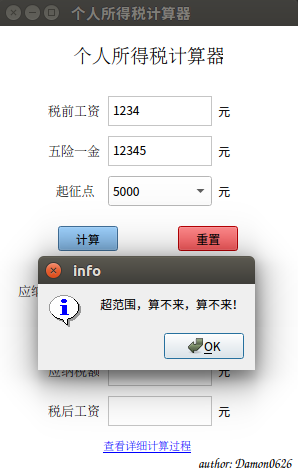 个人所得税计算器
个人所得税计算器
税前工资 1234 元
五险一金 12345 元
起征点 5000 元
计算 重置
info
应纳
超范围，算不来，算不来！
OK
应纳税额 元
税后工资 元
查看详细计算过程
author: Damon0626